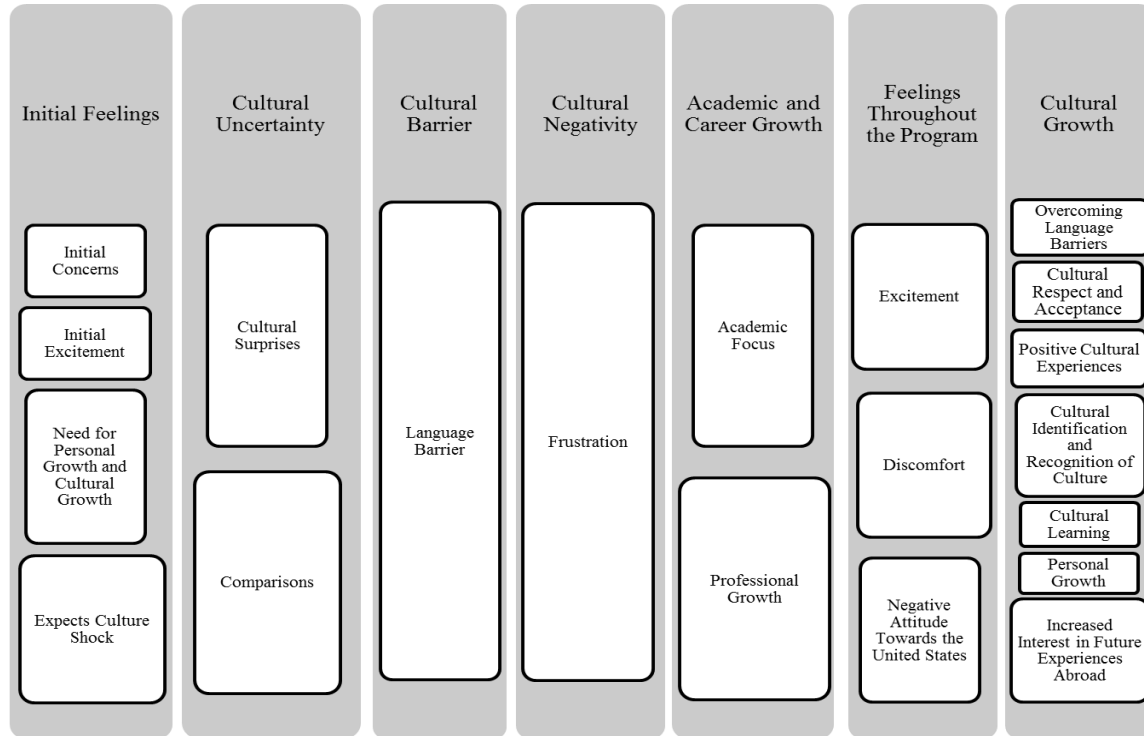 Initial Feelings
Initial
Concerns
Initial
Excitement
Need for
Personal
Growth and
Cultural
Growth
Expects Culture
Shock
Cultural
Uncertainty
Cultural
Surprises
Comparisons
Cultural
Barrier
Language
Barrier
Cultural
Negativity
Frustration
Academic and
Career Growth
Academic
Focus
Professional
Growth
Feelings
Throughout
the Program
Excitement
Discomfort
Negative
Attitude
Towards the
United States
Cultural
Growth
Overcoming
Language
Barriers
Cultural
Respect and
Acceptance
Positive Cultural
Experiences
Cultural
Identification
and
Recognition of
Culture
Cultural
Learning
Personal
Growth
Increased
Interest in Future
Experiences
Abroad